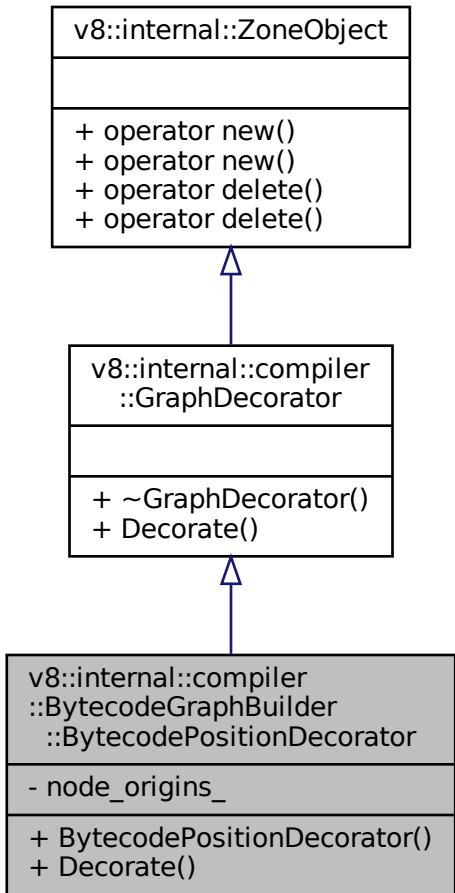 v8::internal::ZoneObject
+ operator new()
+ operator new()
+ operator delete()
+ operator delete()
v8::internal::compiler
::GraphDecorator
+ ~GraphDecorator()
+ Decorate()
v8::internal::compiler
::BytecodeGraphBuilder
::BytecodePositionDecorator
- node_origins_
+ BytecodePositionDecorator()
+ Decorate()